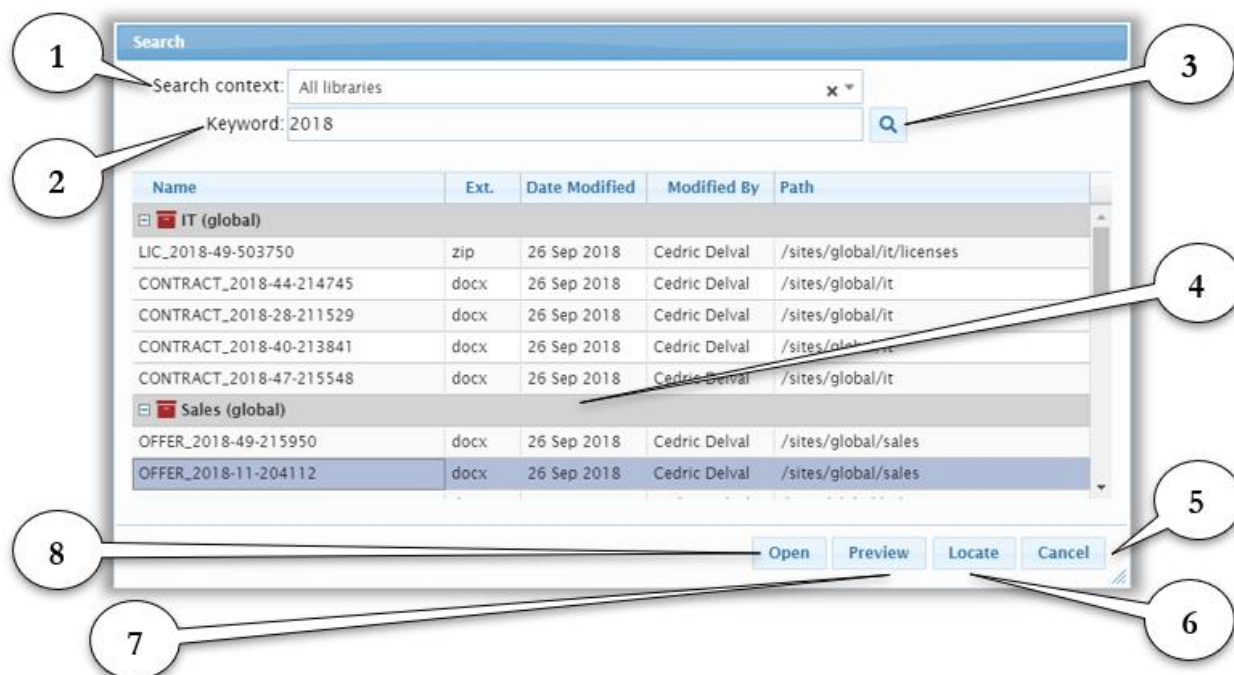 Search
1
Search context: All libraries
3
Keyword: 2018
2
Name Ext. Date Modified Modified By Path
IT (global)
LIC_2018-49-503750 zip 26 Sep 2018 Cedric Delval /sites/global/it/licenses
CONTRACT_2018-44-214745 docx 26 Sep 2018 Cedric Delval /sites/global/it
4
CONTRACT_2018-28-211529 docx 26 Sep 2018 Cedric Delval /sites/global/it
CONTRACT_2018-40-213841 docx 26 Sep 2018 Cedric Delval /sites/global/it
CONTRACT_2018-47-215548 docx 26 Sep 2018 Cedric Delval /sites/global/it
Sales (global)
OFFER_2018-49-215950 docx 26 Sep 2018 Cedric Delval /sites/global/sales
OFFER_2018-11-204112 docx 26 Sep 2018 Cedric Delval /sites/global/sales
5
8
Open Preview Locate Cancel
7
6